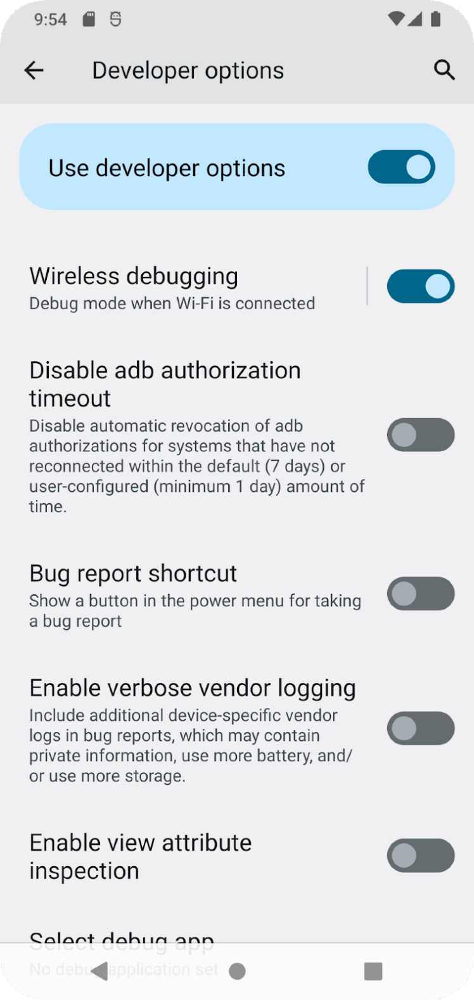 9:54
Developer options
Use developer options
Wireless debugging
Debug mode when Wi-Fi is connected
Disable adb authorization
timeout
Disable automatic revocation of adb
authorizations for systems that have not
reconnected within the default (7 days) or
user-configured (minimum 1 day) amount of
time.
Bug report shortcut
Show a button in the power menu for taking
a bug report
Enable verbose vendor logging
Include additional device-specific vendor
logs in bug reports, which may contain
private information, use more battery, and/
or use more storage.
Enable view attribute
inspection
Select debug app
No debug application set